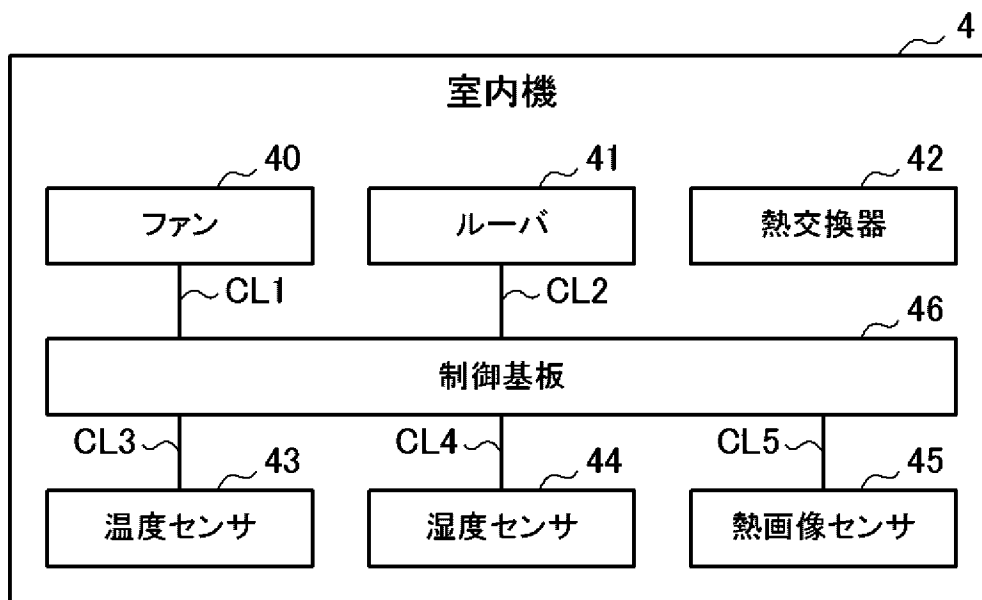 4
室内機
40
41
42
ファン
ルーバ
熱交換器
CL1
CL2
46
制御基板
CL3
CL4
CL5
43
44
45
温度センサ
湿度センサ
熱画像センサ